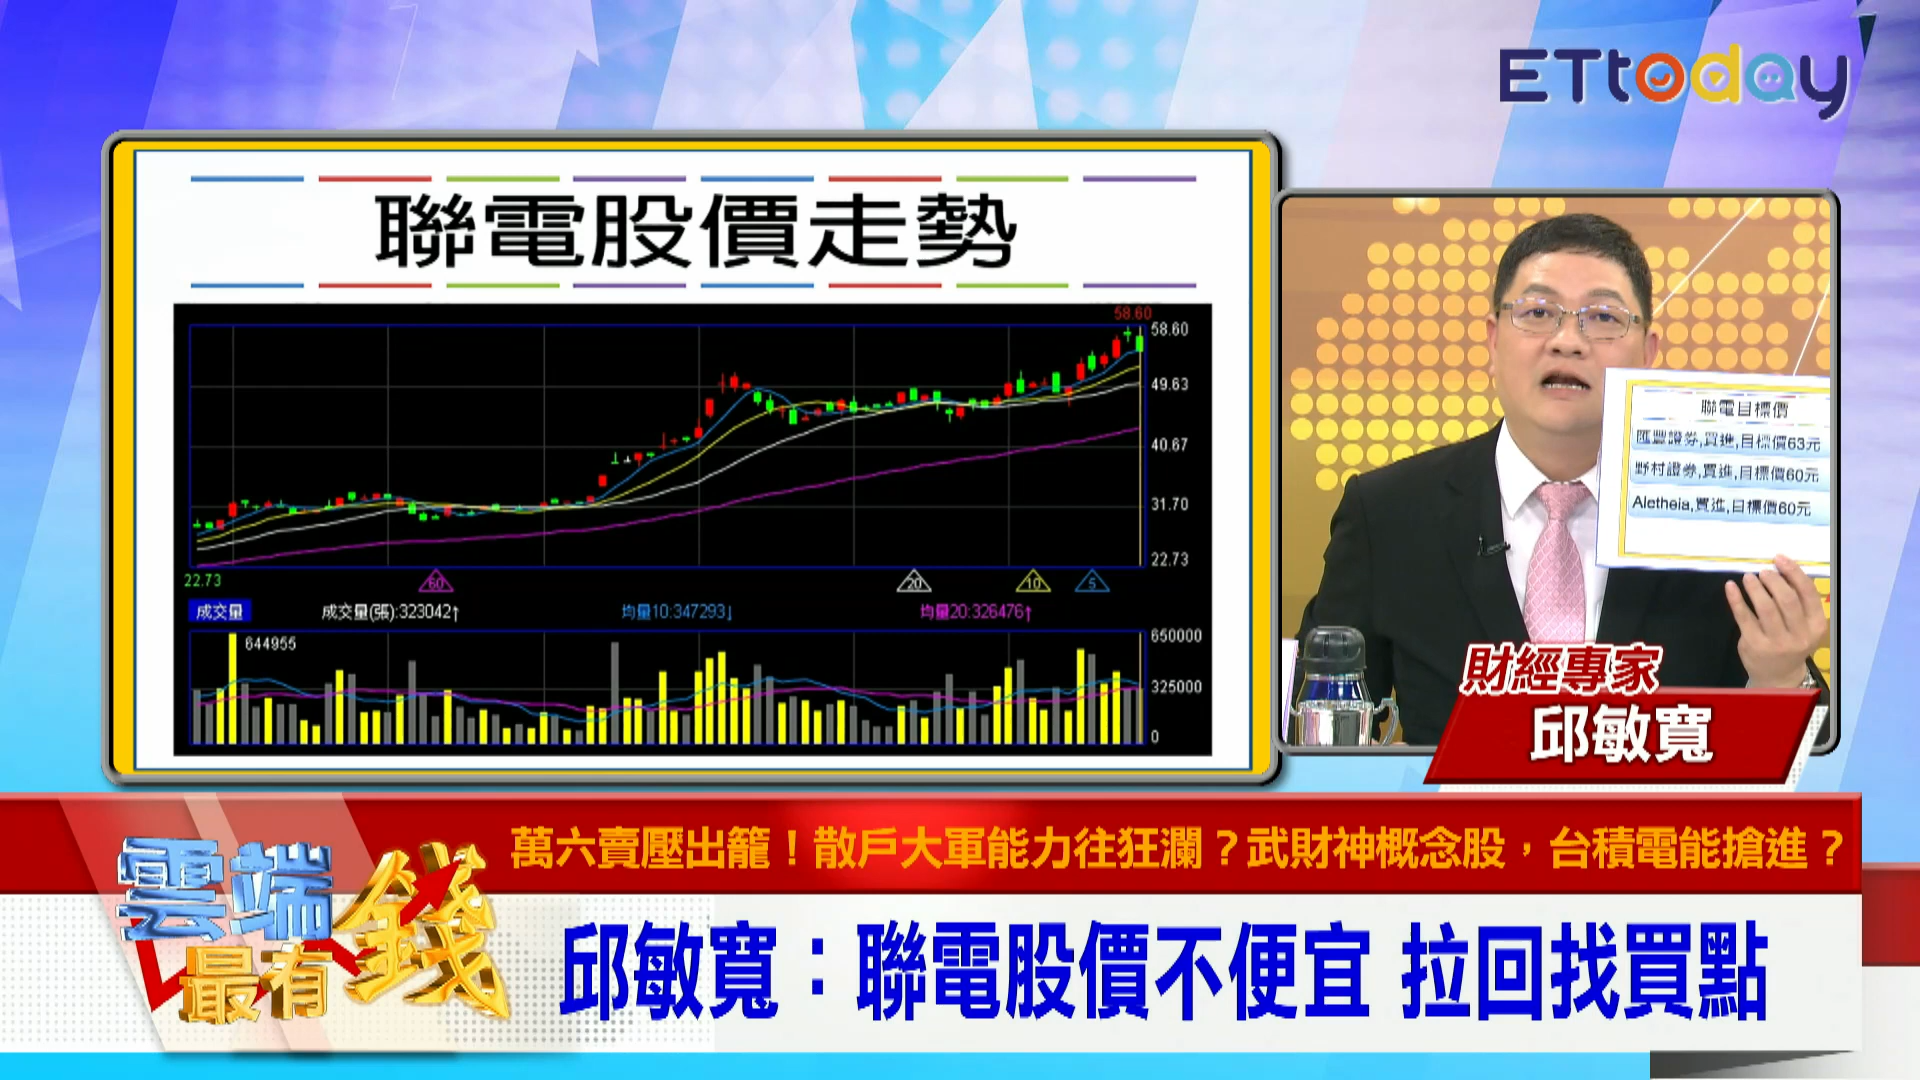 ETtoday
聯電股價走勢
58.60
58.60
49.63
40.67
31.70
22.73
22.73
60
20
10
5
成交量
成交量(張):323042↑
均量10:347293↓
均量20:326476↑
644955
650000
325000
0
聯電目標價
匯豐證券,買進,目標價63元
野村證券,買進,目標價60元
Aletheia,買進,目標價60元
財經專家
邱敏寬
雲端
最有錢
萬六賣壓出籠！散戶大軍能力往狂瀾？武財神概念股，台積電能搶進？
邱敏寬：聯電股價不便宜 拉回找買點